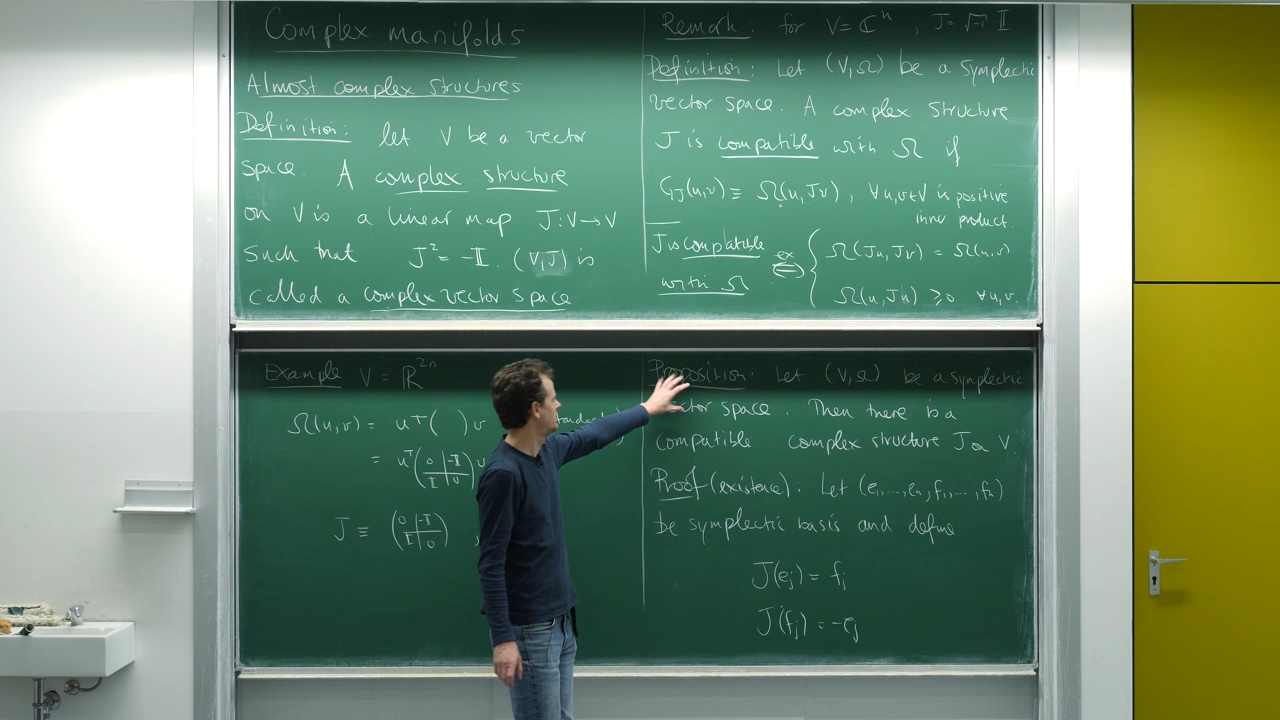 Complex manifolds
Almost complex structures
Definition: let V be a vector
space. A complex structure
on V is a linear map J: V → V
such that J² = -𝕀. (V,J) is
called a complex vector space
Remark: for V = ℂⁿ , J = √-1 · 𝕀
Definition: Let (V,Ω) be a symplectic
vector space. A complex structure
J is compatible with Ω if
G_J(u,v) ≡ Ω(u,Jv), ∀u,v∈V is positive
inner product.
J is compatible
with Ω
ex ⟺ { Ω(Ju,Jv) = Ω(u,v)
Ω(u,Ju) ⩾ 0 ∀u,v.
Example V = ℝ²ⁿ
Ω(u,v) = uᵀ( )v
= uᵀ(0 | -𝕀 / 𝕀 | 0)v
J ≡ (0 | -𝕀 / 𝕀 | 0)
Proposition: Let (V,Ω) be a symplectic
vector space. Then there is a
compatible complex structure J on V.
Proof (existence): Let (e₁,...,eₙ,f₁,...,fₙ)
be symplectic basis and define
J(eⱼ) = fⱼ
J(fⱼ) = -eⱼ